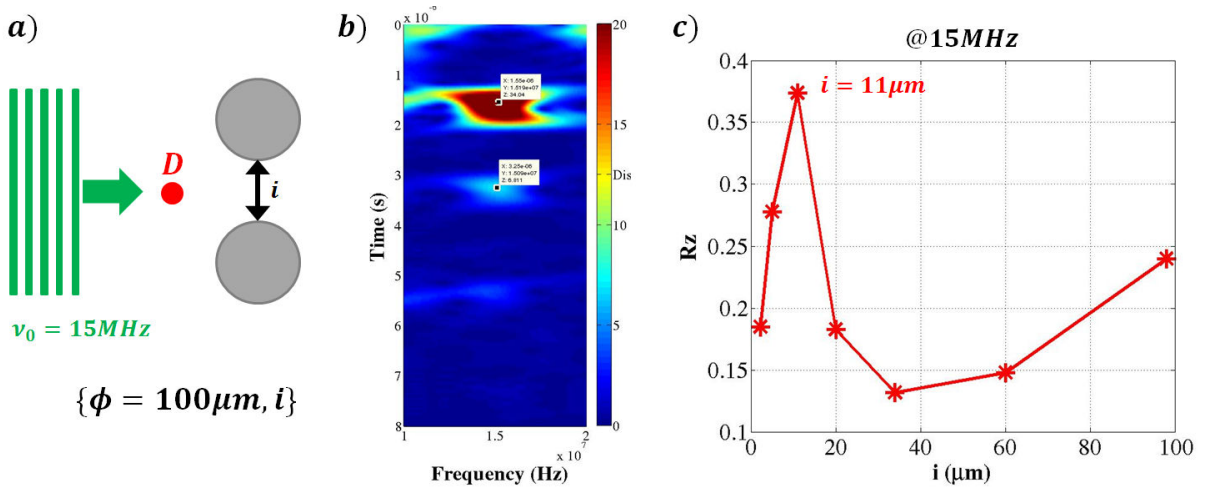 a)
D
i
ν₀ = 15MHz
{ϕ = 100μm, i}
b)
x 10⁻⁶
0
1
2
3
4
5
6
7
8
Time (s)
X: 1.55e-06
Y: 1.519e+07
Z: 34.04
X: 3.25e-06
Y: 1.509e+07
Z: 6.911
1
1.5
2
x 10⁷
Frequency (Hz)
20
15
Dis
10
5
0
c)
@15MHz
i = 11μm
0.4
0.35
0.3
0.25
0.2
0.15
0.1
Rz
0
20
40
60
80
100
i (μm)